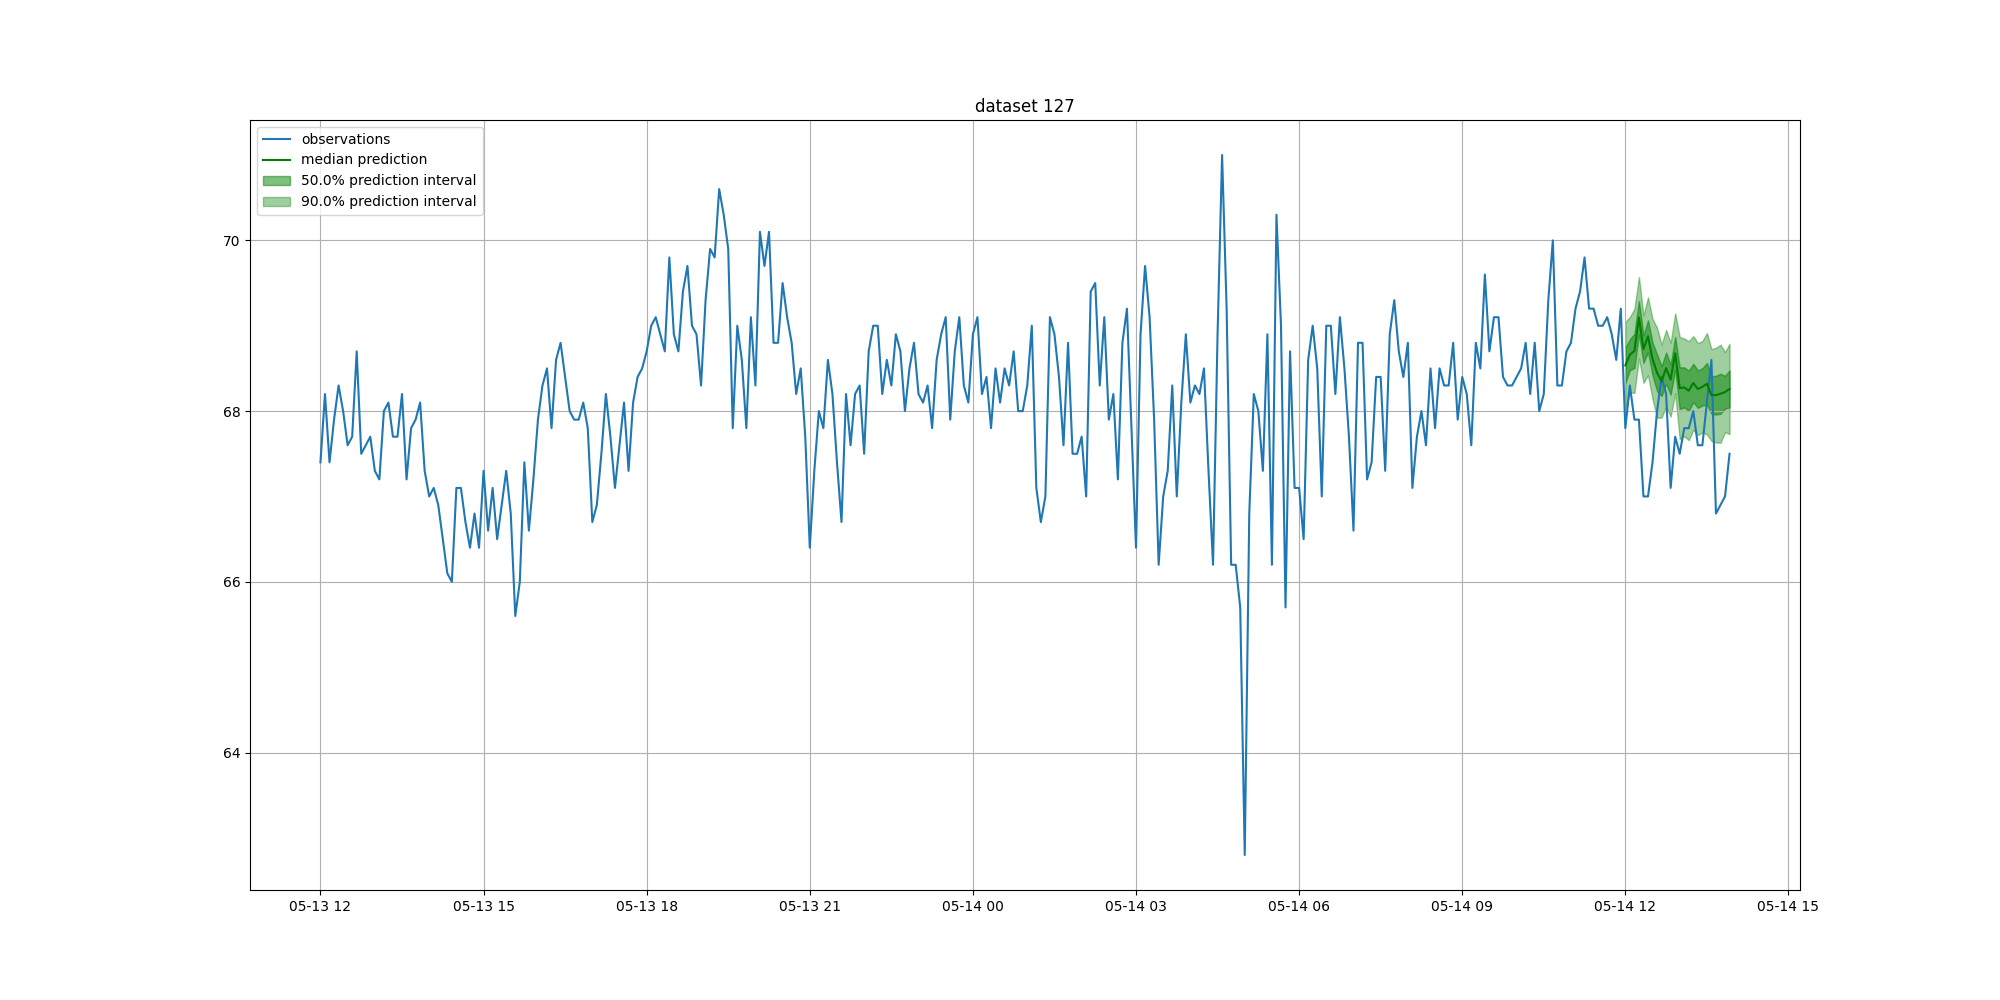 dataset 127
observations
median prediction
50.0% prediction interval
90.0% prediction interval
70
68
66
64
05-13 12 05-13 15 05-13 18 05-13 21 05-14 00 05-14 03 05-14 06 05-14 09 05-14 12 05-14 15